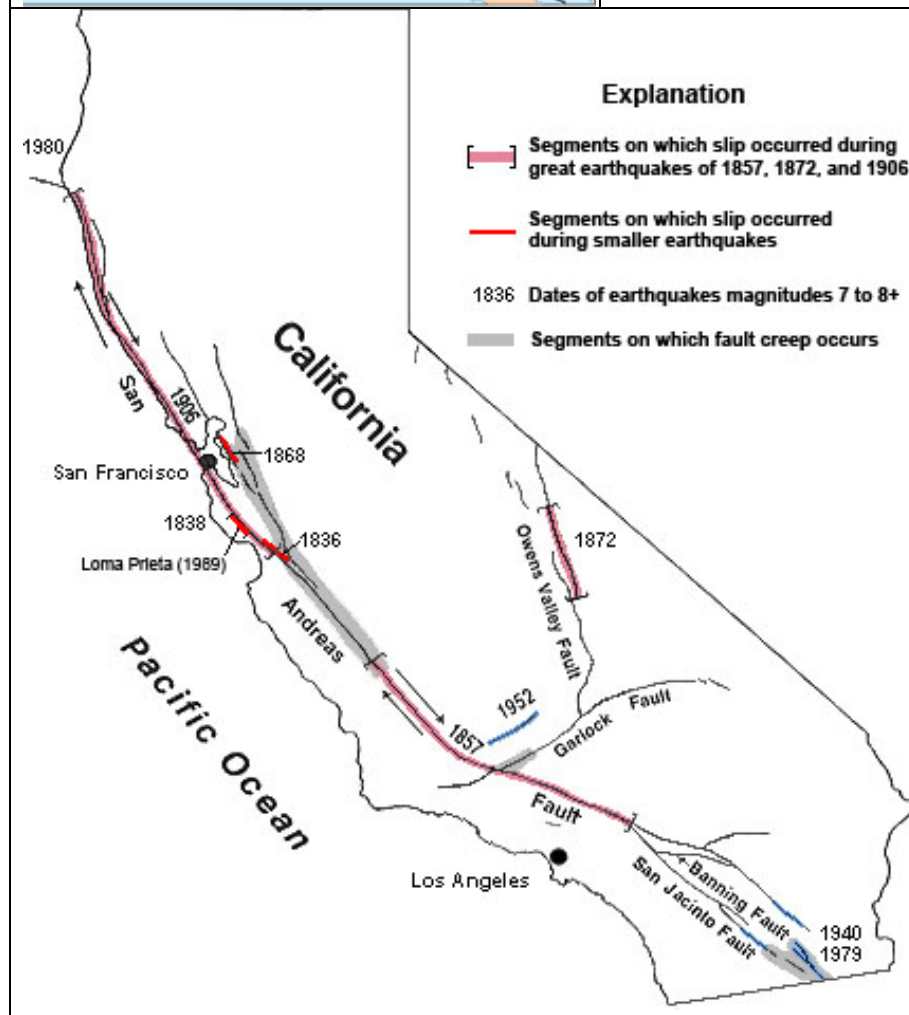 Explanation
Segments on which slip occurred during
great earthquakes of 1857, 1872, and 1906
Segments on which slip occurred
during smaller earthquakes
1836 Dates of earthquakes magnitudes 7 to 8+
Segments on which fault creep occurs
1980
California
San
1906
1868
San Francisco
1838
1836
Loma Prieta (1989)
1872
Owens Valley Fault
Andreas
Pacific Ocean
1952
1857
Garlock Fault
Fault
Los Angeles
Banning Fault
San Jacinto Fault
1940
1979